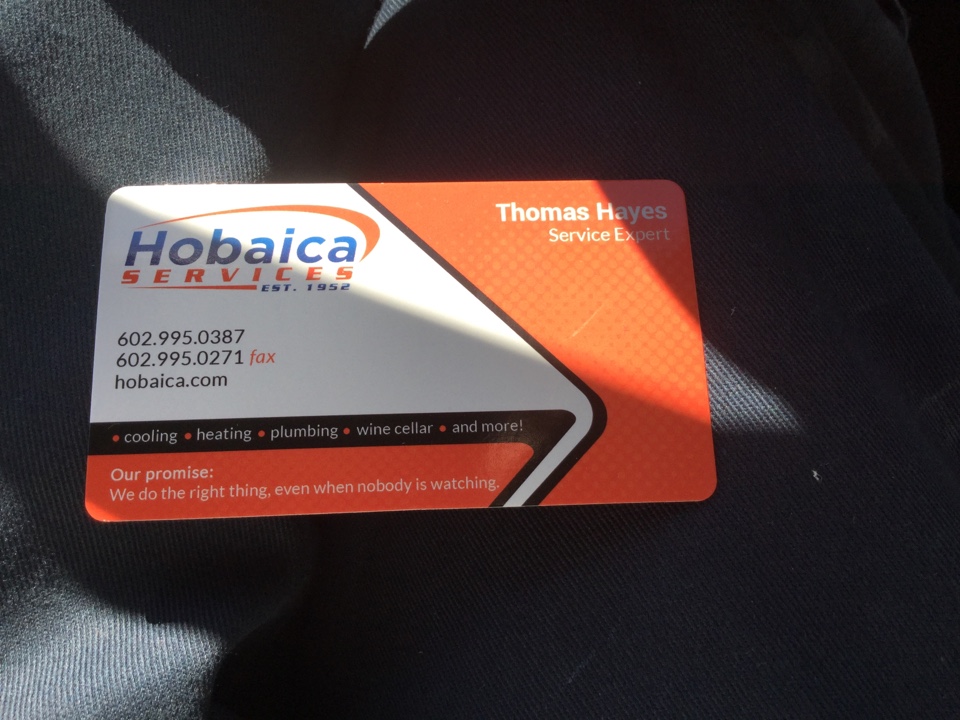 Hobaica
SERVICES
EST. 1952
Thomas Hayes
Service Expert
602.995.0387
602.995.0271 fax
hobaica.com
• cooling • heating • plumbing • wine cellar • and more!
Our promise:
We do the right thing, even when nobody is watching.